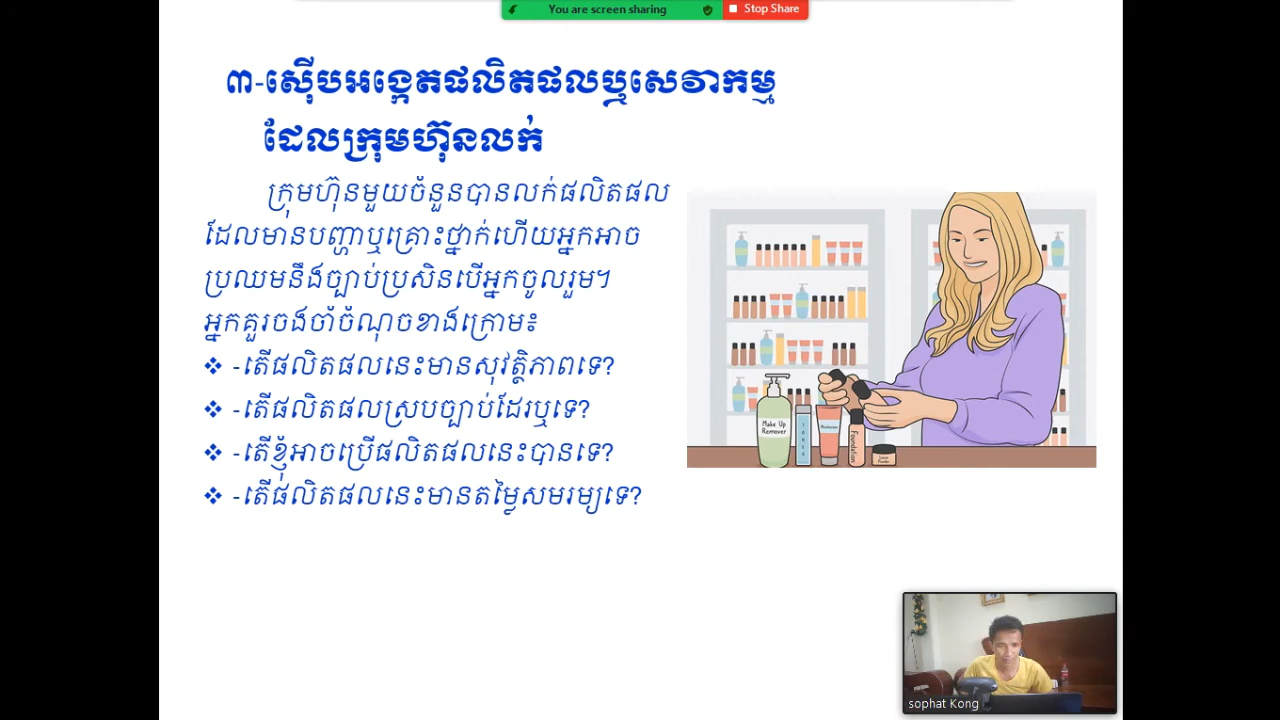 You are screen sharing
Stop Share
៣-ស៊ើបអង្កេតផលិតផលឬសេវាកម្ម
ដែលក្រុមហ៊ុនលក់
ក្រុមហ៊ុនមួយចំនួនបានលក់ផលិតផល
ដែលមានបញ្ហាឬគ្រោះថ្នាក់ហើយអ្នកអាច
ប្រឈមនឹងច្បាប់ប្រសិនបើអ្នកចូលរួម។
អ្នកគួរចងចាំចំណុចខាងក្រោម៖
❖ -តើផលិតផលនេះមានសុវត្ថិភាពទេ?
❖ -តើផលិតផលស្របច្បាប់ដែរឬទេ?
❖ -តើខ្ញុំអាចប្រើផលិតផលនេះបានទេ?
❖ -តើផលិតផលនេះមានតម្លៃសមរម្យទេ?
Make Up
Remover
TONER
Moisturizer
Foundation
Loose
Powder
sophat Kong